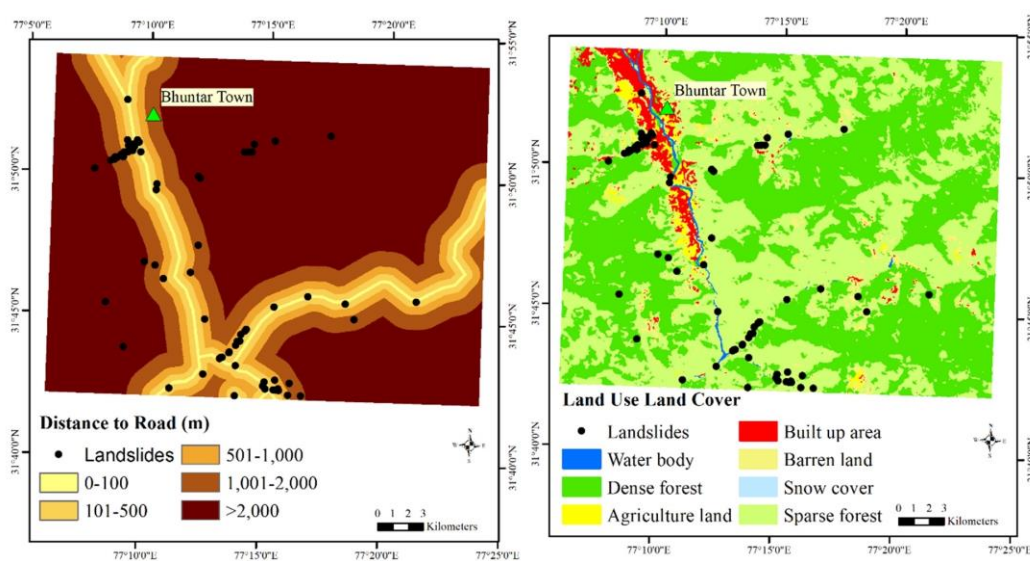 77°5'0"E 77°10'0"E 77°15'0"E 77°20'0"E
31°55'0"N
31°50'0"N
31°45'0"N
31°40'0"N
Bhuntar Town
31°50'0"N
31°45'0"N
31°40'0"N
Distance to Road (m)
Landslides
0-100
101-500
501-1,000
1,001-2,000
>2,000
N
W E
S
0 1 2 3
Kilometers
77°10'0"E 77°15'0"E 77°20'0"E 77°25'0"E
77°10'0"E 77°15'0"E 77°20'0"E
Bhuntar Town
31°50'0"N
31°45'0"N
31°40'0"N
Land Use Land Cover
Landslides
Water body
Dense forest
Agriculture land
Built up area
Barren land
Snow cover
Sparse forest
0 1 2 3
Kilometers
77°10'0"E 77°15'0"E 77°20'0"E 77°25'0"E